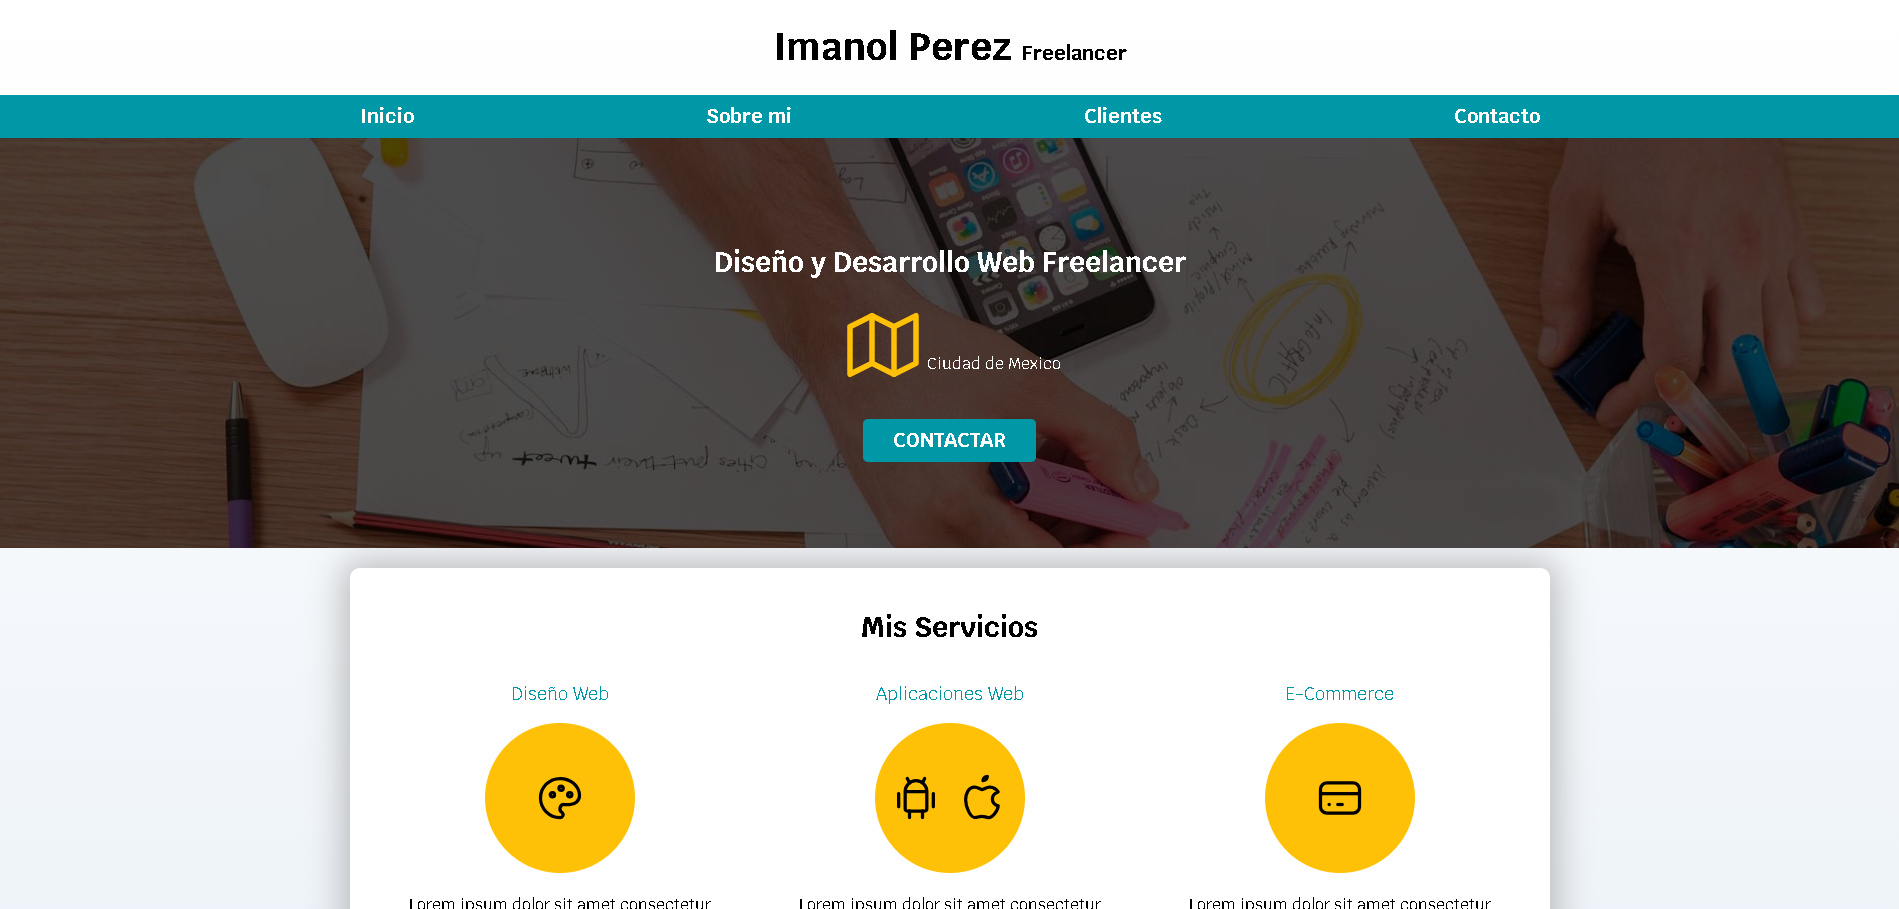 Imanol Perez Freelancer
Inicio Sobre mi Clientes Contacto
Diseño y Desarrollo Web Freelancer
Ciudad de Mexico
CONTACTAR
Mis Servicios
Diseño Web Aplicaciones Web E-Commerce
Lorem ipsum dolor sit amet consectetur Lorem ipsum dolor sit amet consectetur Lorem ipsum dolor sit amet consectetur